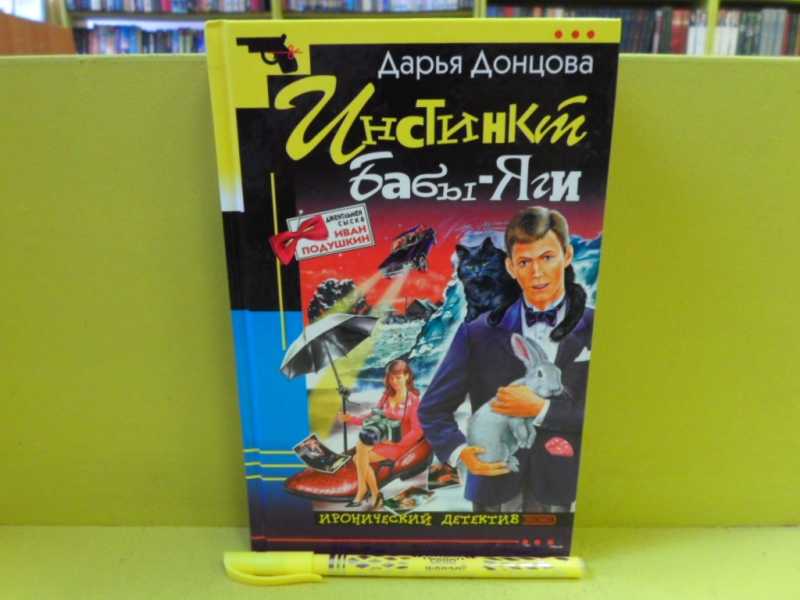 Дарья Донцова
Инстинкт
Бабы-Яги
ДЖЕНТЛЬМЕН
СЫСКА
ИВАН
ПОДУШКИН
ИРОНИЧЕСКИЙ ДЕТЕКТИВ